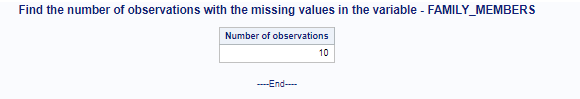 Find the number of observations with the missing values in the variable - FAMILY_MEMBERS
Number of observations
10
----End----